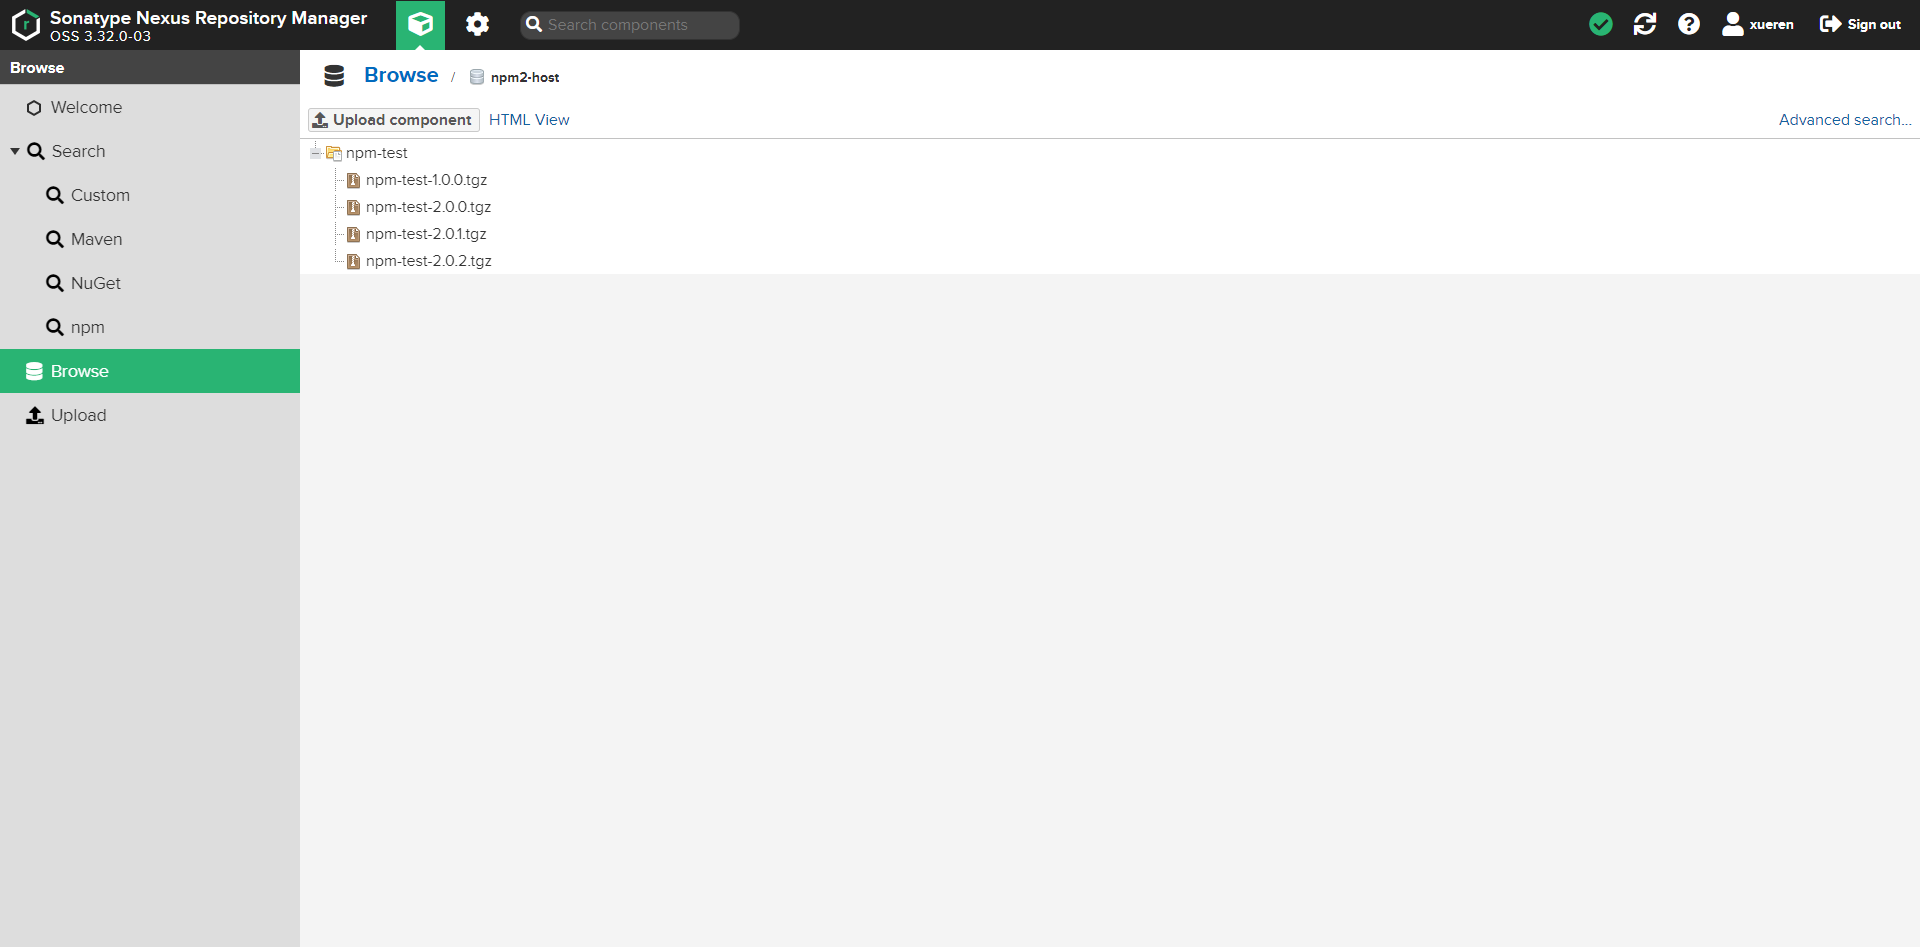 Sonatype Nexus Repository Manager
OSS 3.32.0-03
Search components
xueren
Sign out
Browse
Welcome
Search
Custom
Maven
NuGet
npm
Browse
Upload
Browse / npm2-host
Upload component HTML View Advanced search...
npm-test
npm-test-1.0.0.tgz
npm-test-2.0.0.tgz
npm-test-2.0.1.tgz
npm-test-2.0.2.tgz